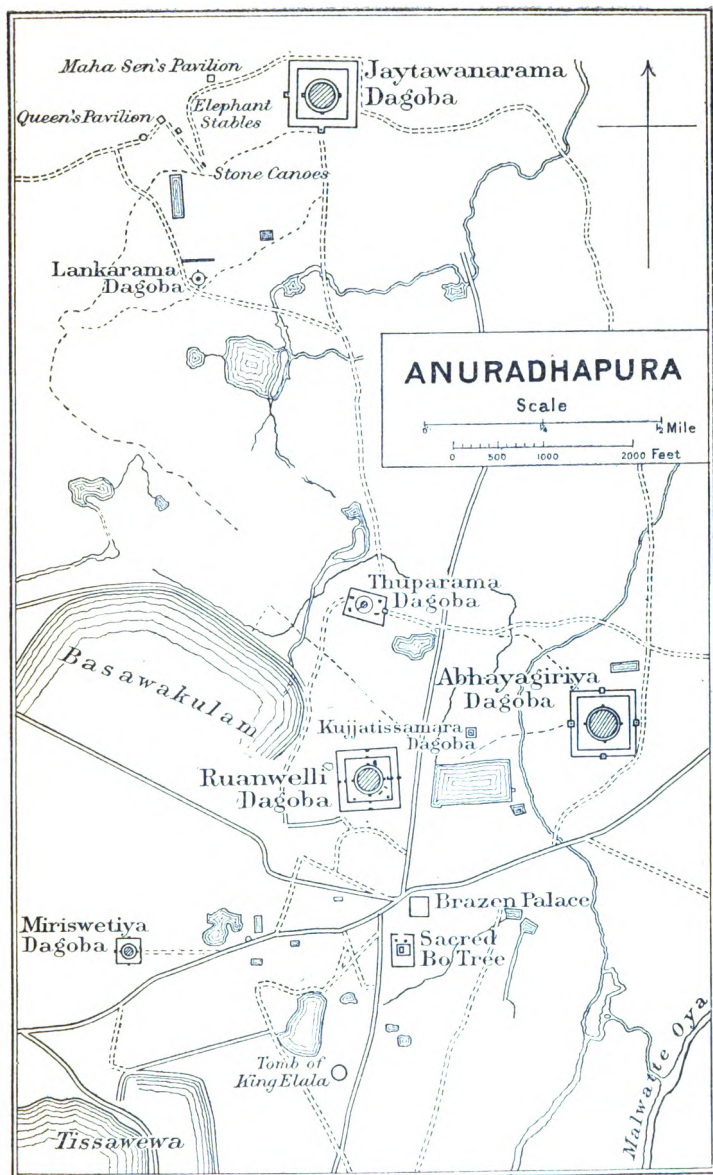 Maha Sen's Pavilion
Jaytawanarama
Dagoba
Queen's Pavilion
Elephant
Stables
Stone Canoes
Lankárama
Dagoba
ANURADHAPURA
Scale
0 ¼ ½ Mile
0 500 1000 2000 Feet
Thuparama
Dagoba
Basawakulam
Abhayagiriya
Dagoba
Kujjatissamara
Dagoba
Ruanwelli
Dagoba
Brazen Palace
Miriswetiya
Dagoba
Sacred
Bo Tree
Tomb of
King Elala
Malwatte Oya
Tissawewa